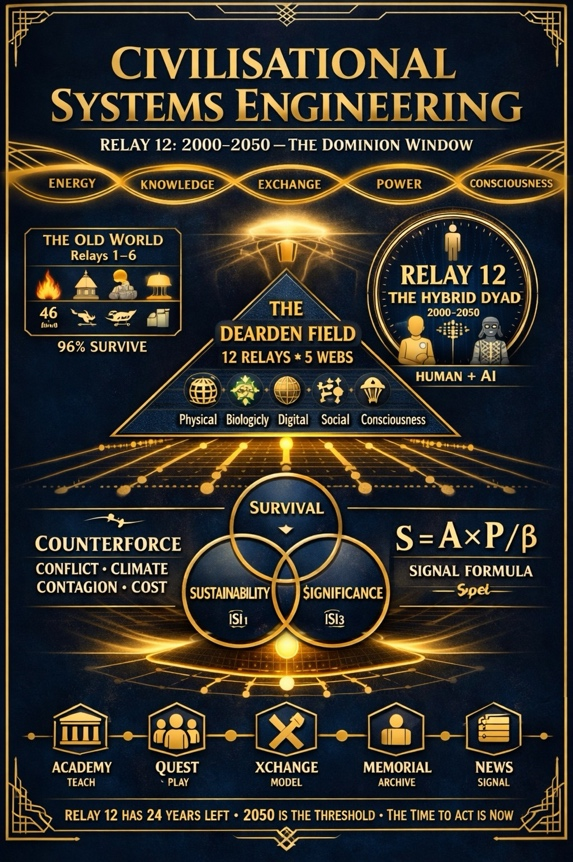 CIVILISATIONAL
SYSTEMS ENGINEERING
RELAY 12: 2000–2050 — THE DOMINION WINDOW
ENERGY
KNOWLEDGE
EXCHANGE
POWER
CONSCIOUSNESS
THE OLD WORLD
Relays 1–6
46
96% SURVIVE
RELAY 12
THE HYBRID DYAD
2000–2050
HUMAN + AI
THE
DEARDEN FIELD
12 RELAYS * 5 WEBS
Physical
Biologicly
Digital
Social
Consciousness
COUNTERFORCE
CONFLICT • CLIMATE
CONTAGION • COST
SURVIVAL
SUSTAINABILITY
$IGNIFICANCE
S=A×P/β
SIGNAL FORMULA
ACADEMY
TEACH
QUEST
PLAY
XCHANGE
MODEL
MEMORIAL
ARCHIVE
NEWS
SIGNAL
RELAY 12 HAS 24 YEARS LEFT • 2050 IS THE THRESHOLD • THE TIME TO ACT IS NOW